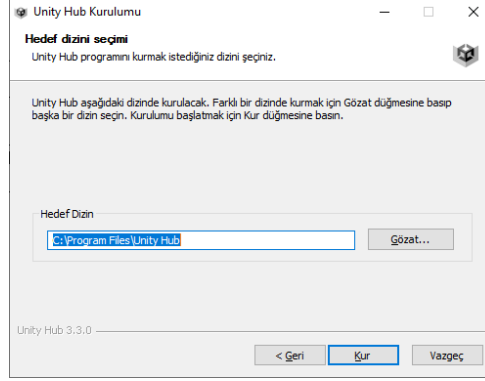 Unity Hub Kurulumu
Hedef dizini seçimi
Unity Hub programını kurmak istediğiniz dizini seçiniz.
Unity Hub aşağıdaki dizinde kurulacak. Farklı bir dizinde kurmak için Gözat düğmesine basıp
başka bir dizin seçin. Kurulumu başlatmak için Kur düğmesine basın.
Hedef Dizin
C:\Program Files\Unity Hub
Gözat...
Unity Hub 3.3.0
< Geri
Kur
Vazgeç